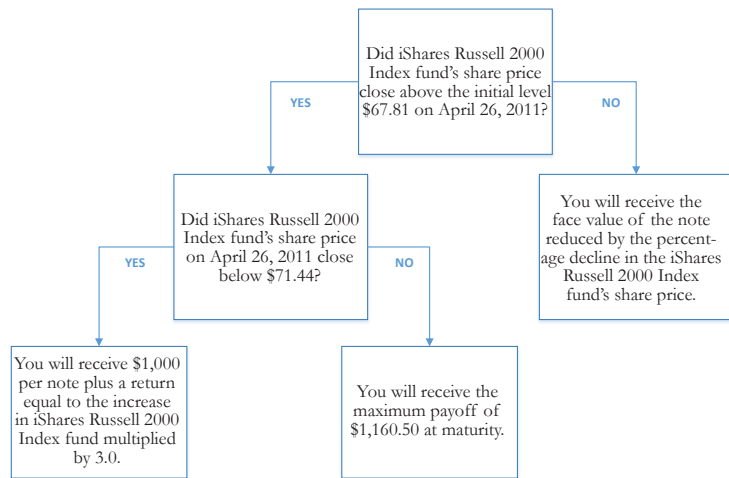 Did iShares Russell 2000
Index fund's share price
close above the initial level
$67.81 on April 26, 2011?
YES
NO
Did iShares Russell 2000
Index fund's share price
on April 26, 2011 close
below $71.44?
You will receive the
face value of the note
reduced by the percent-
age decline in the iShares
Russell 2000 Index
fund's share price.
YES
NO
You will receive $1,000
per note plus a return
equal to the increase
in iShares Russell 2000
Index fund multiplied
by 3.0.
You will receive the
maximum payoff of
$1,160.50 at maturity.